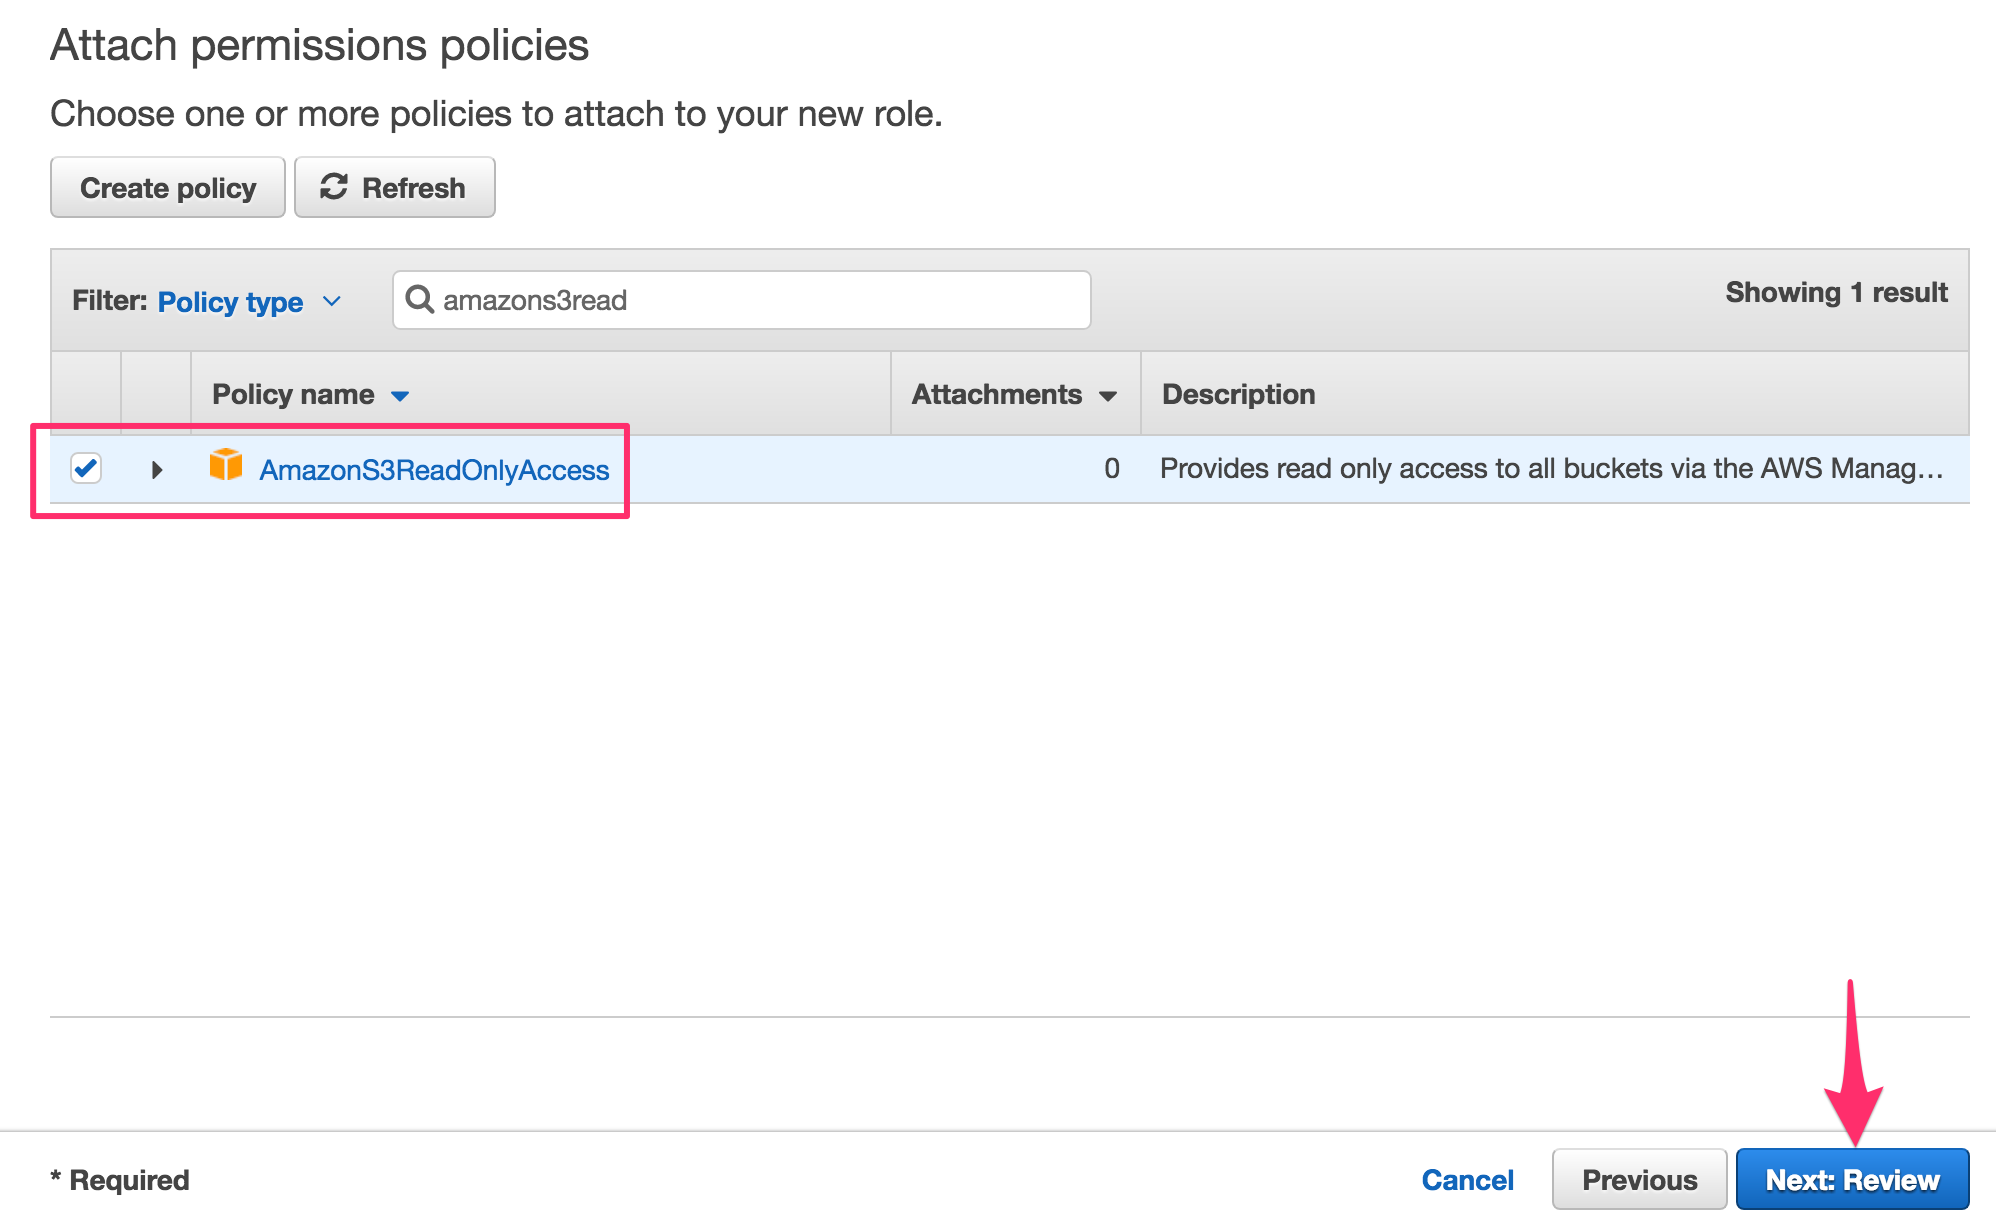 Attach permissions policies
Choose one or more policies to attach to your new role.
Create policy Refresh
Filter: Policy type amazons3read Showing 1 result
Policy name Attachments Description
AmazonS3ReadOnlyAccess 0 Provides read only access to all buckets via the AWS Manag...
* Required Cancel Previous Next: Review